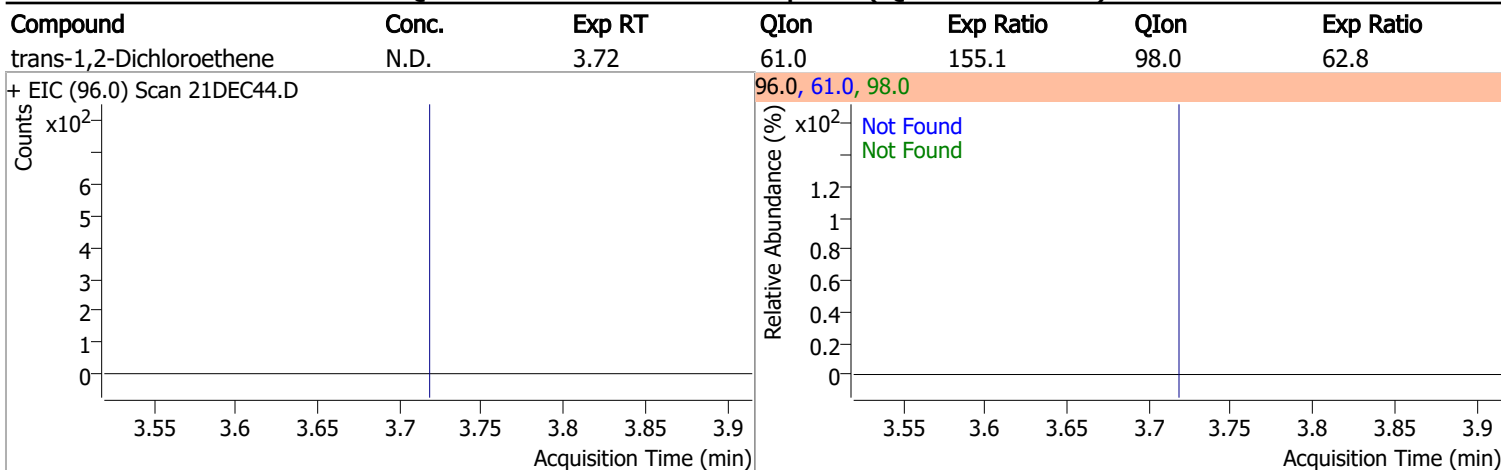 Compound Conc. Exp RT QIon Exp Ratio QIon Exp Ratio
trans-1,2-Dichloroethene N.D. 3.72 61.0 155.1 98.0 62.8
+ EIC (96.0) Scan 21DEC44.D
Counts
x10²
6
5
4
3
2
1
0
3.55 3.6 3.65 3.7 3.75 3.8 3.85 3.9
Acquisition Time (min)
96.0, 61.0, 98.0
Relative Abundance (%)
x10²
Not Found
Not Found
1.2
1
0.8
0.6
0.4
0.2
0
3.55 3.6 3.65 3.7 3.75 3.8 3.85 3.9
Acquisition Time (min)